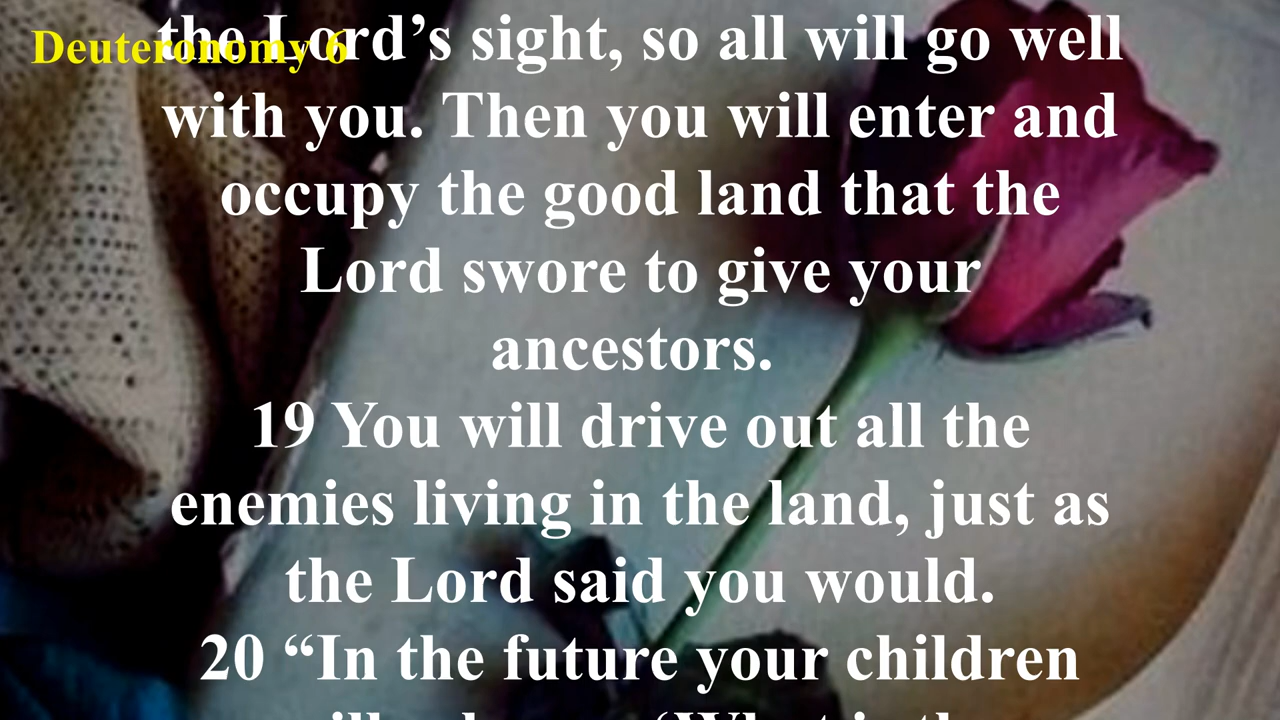 Deuteronomy 6
the Lord’s sight, so all will go well
with you. Then you will enter and
occupy the good land that the
Lord swore to give your
ancestors.
19 You will drive out all the
enemies living in the land, just as
the Lord said you would.
20 “In the future your children